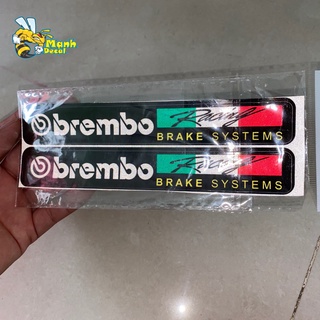 Manh
Decal
brembo Racing
BRAKE SYSTEMS
brembo Racing
BRAKE SYSTEMS